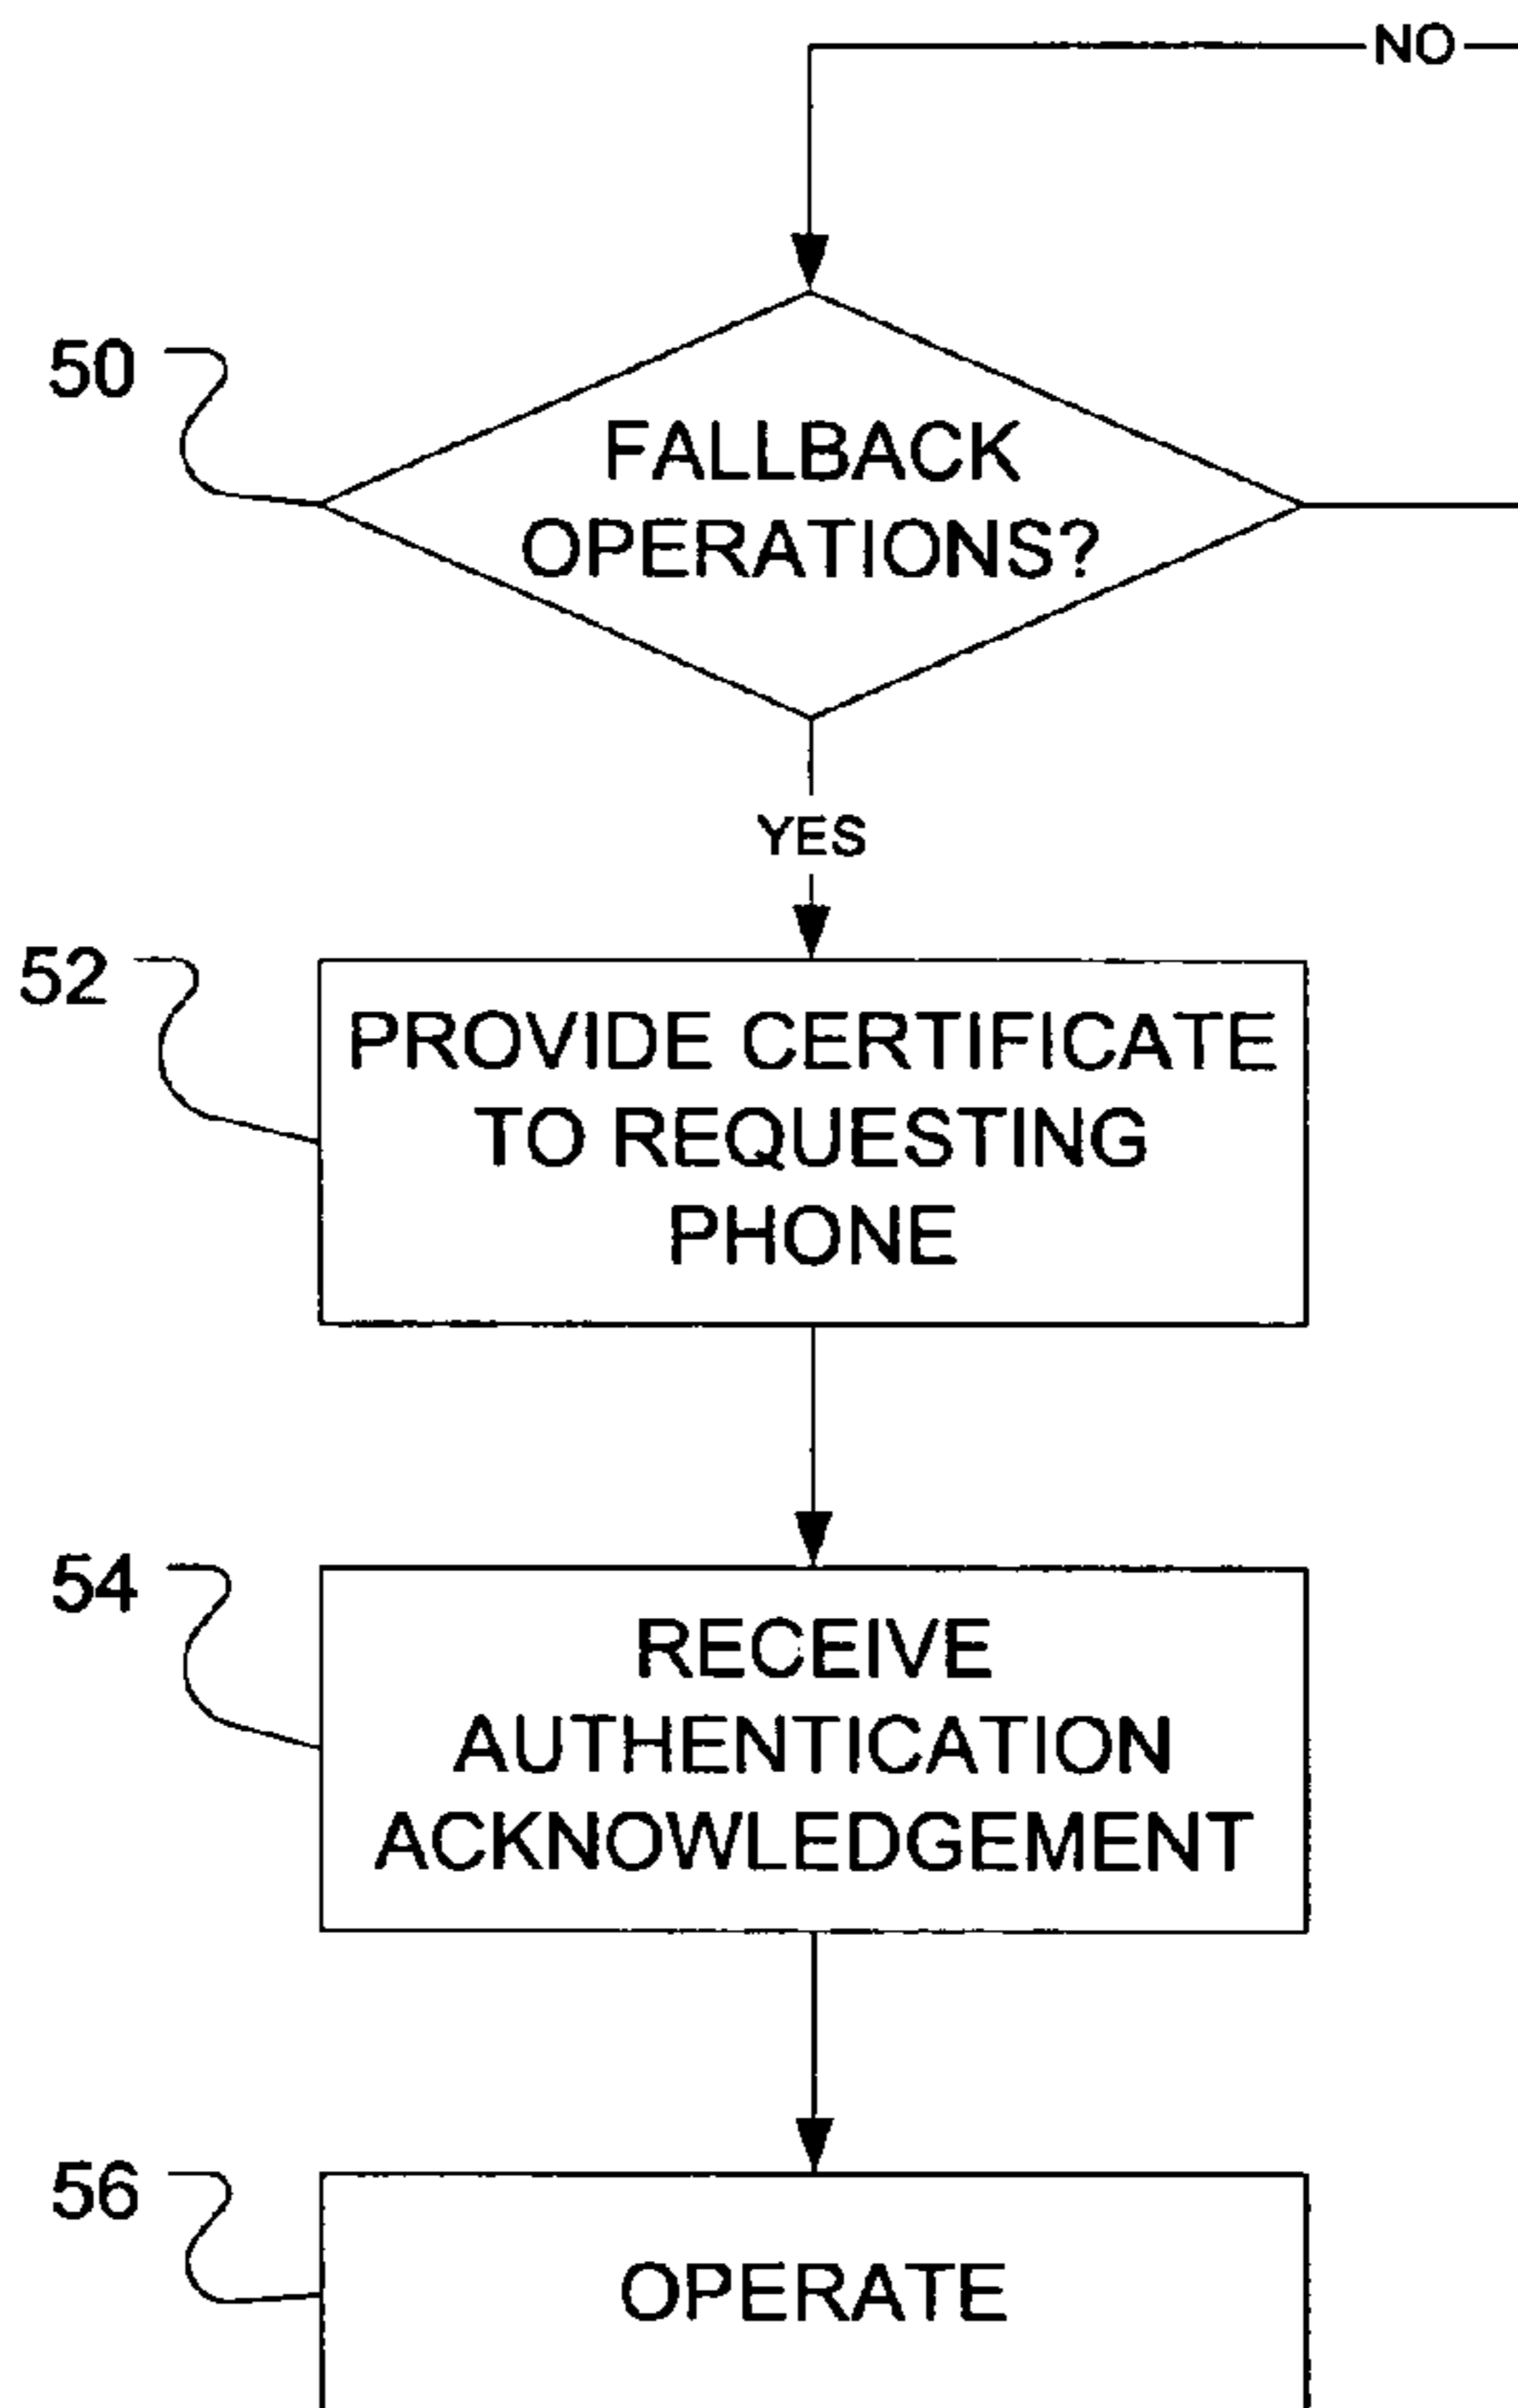 NO
50
FALLBACK
OPERATIONS?
YES
52
PROVIDE CERTIFICATE
TO REQUESTING
PHONE
54
RECEIVE
AUTHENTICATION
ACKNOWLEDGEMENT
56
OPERATE